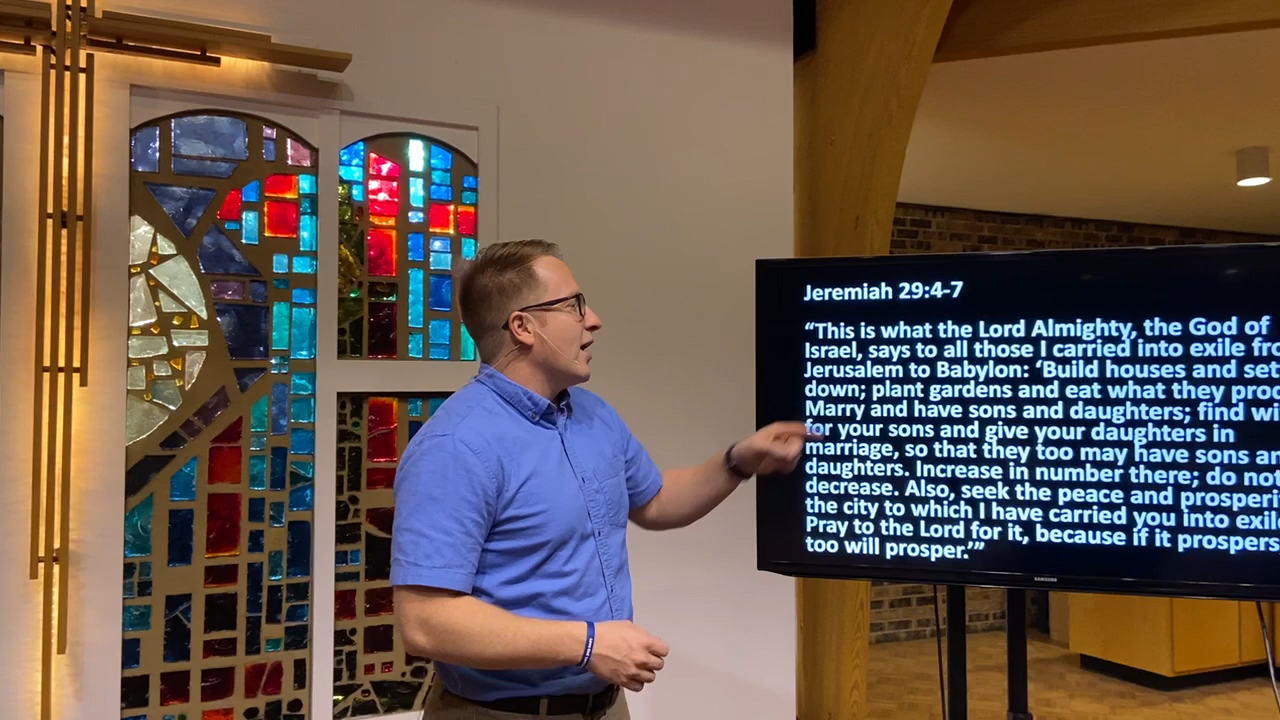 Jeremiah 29:4-7
“This is what the Lord Almighty, the God of
Israel, says to all those I carried into exile fro
Jerusalem to Babylon: ‘Build houses and set
down; plant gardens and eat what they prod
Marry and have sons and daughters; find wi
for your sons and give your daughters in
marriage, so that they too may have sons an
daughters. Increase in number there; do not
decrease. Also, seek the peace and prosperi
the city to which I have carried you into exile
Pray to the Lord for it, because if it prospers,
too will prosper.’”